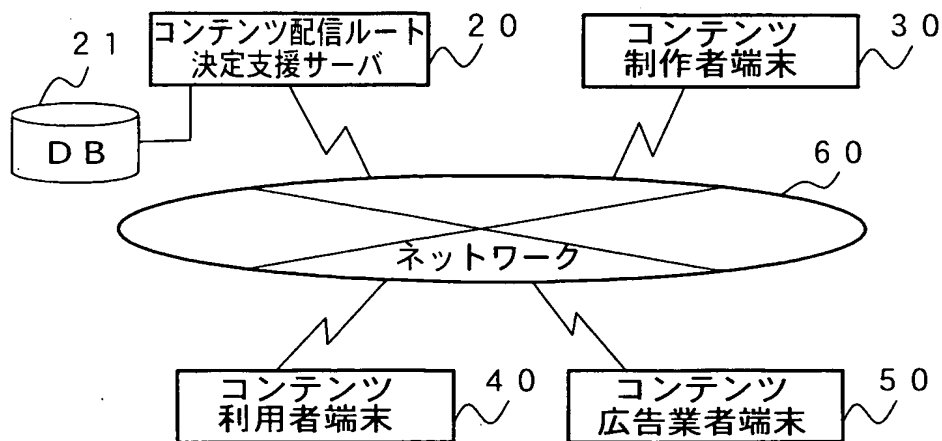 コンテンツ配信ルート
決定支援サーバ
20
21
DB
コンテンツ
制作者端末
30
60
ネットワーク
コンテンツ
利用者端末
40
コンテンツ
広告業者端末
50